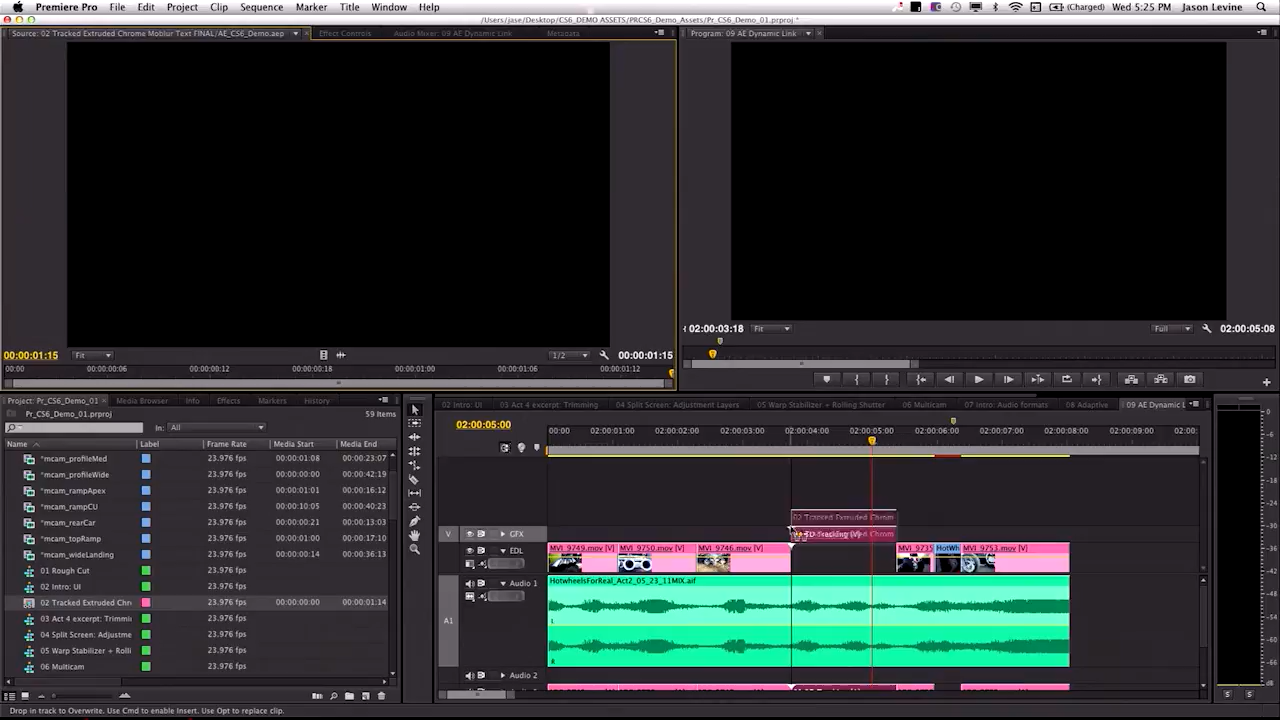 Premiere Pro File Edit Project Clip Sequence Marker Title Window Help (Charged) Wed 5:25 PM Jason Levine
/Users/jase/Desktop/CS6_DEMO ASSETS/PRCS6_Demo_Assets/Pr_CS6_Demo_01.prproj *
Source: 02 Tracked Extruded Chrome Moblur Text FINAL/AE_CS6_Demo.aep Effect Controls Audio Mixer: 09 AE Dynamic Link Metadata Program: 09 AE Dynamic Link
02:00:03:18 Fit Full 02:00:05:08
00:00:01:15 Fit 1/2 00:00:01:15
00:00 00:00:00:06 00:00:00:12 00:00:00:18 00:00:01:00 00:00:01:06 00:00:01:12
Project: Pr_CS6_Demo_01 Media Browser Info Effects Markers History
02 Intro: UI 03 Act 4 excerpt: Trimming 04 Split Screen: Adjustment Layers 05 Warp Stabilizer + Rolling Shutter 06 Multicam 07 Intro: Audio formats 08 Adaptive 09 AE Dynamic L
Pr_CS6_Demo_01.prproj 59 Items
In: All
02:00:05:00
00:00 02:00:01:00 02:00:02:00 02:00:03:00 02:00:04:00 02:00:05:00 02:00:06:00 02:00:07:00 02:00:08:00 02:00:
Name Label Frame Rate Media Start Media End
*mcam_profileMed 23.976 fps 00:00:01:08 00:00:23:07
*mcam_profileWide 23.976 fps 00:00:00:01 00:00:42:19
*mcam_rampApex 23.976 fps 00:00:00:01 00:00:16:12
*mcam_rampCU 23.976 fps 00:00:10:05 00:00:40:23
*mcam_rearCar 23.976 fps 00:00:00:21 00:00:13:03
*mcam_topRamp 23.976 fps 00:00:01:00 00:00:17:10
*mcam_wideLanding 23.976 fps 00:00:00:14 00:00:36:13
01 Rough Cut 23.976 fps
02 Intro: UI 23.976 fps
02 Tracked Extruded Chr 23.976 fps 00:00:00:00 00:00:01:14
03 Act 4 excerpt: Trimmi 23.976 fps
04 Split Screen: Adjustme 23.976 fps
05 Warp Stabilizer + Rolli 23.976 fps
06 Multicam 23.976 fps
02 Tracked Extruded Chrom
V GFX 3D Tracking [V]
EDL MVI_9749.mov [V] MVI_9750.mov [V] MVI_9746.mov [V] MVI_9735 HotWh MVI_9753.mov [V]
A1 Audio 1 HotwheelsForReal_Act2_05_23_11MIX.aif
L
R
Audio 2
Drop in track to Overwrite. Use Cmd to enable Insert. Use Opt to replace clip.